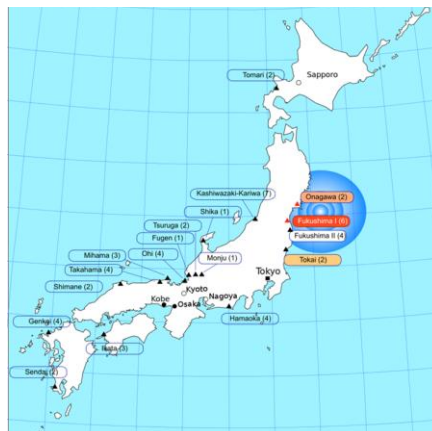 Tomari (2)
Sapporo
Kashiwazaki-Kariwa (7)
Onagawa (2)
Shika (1)
Fukushima I (6)
Tsuruga (2)
Fukushima II (4
Fugen (1)
Mihama (3)
Ohi (4)
Monju (1)
Tokai (2)
Takahama (4)
Tokyo
Shimane (2)
Kyoto
Nagoya
Kobe
Osaka
Genkai (4)
Hamaoka (4)
Ikata (3)
Sendai (2)